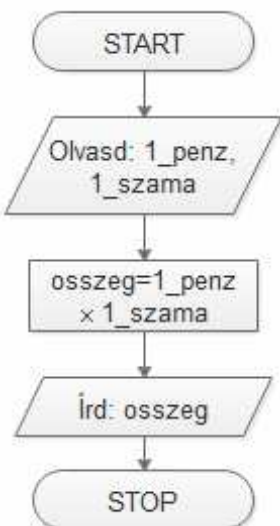 START
Olvasd: 1_penz,
1_szama
osszeg=1_penz
× 1_szama
Írd: osszeg
STOP